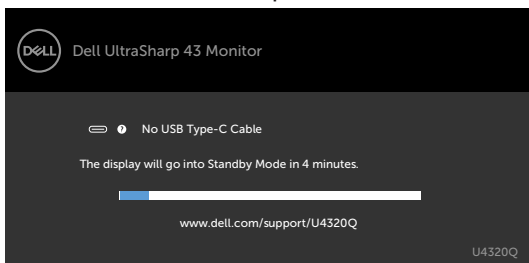 DELL
Dell UltraSharp 43 Monitor
? No USB Type-C Cable
The display will go into Standby Mode in 4 minutes.
www.dell.com/support/U4320Q
U4320Q